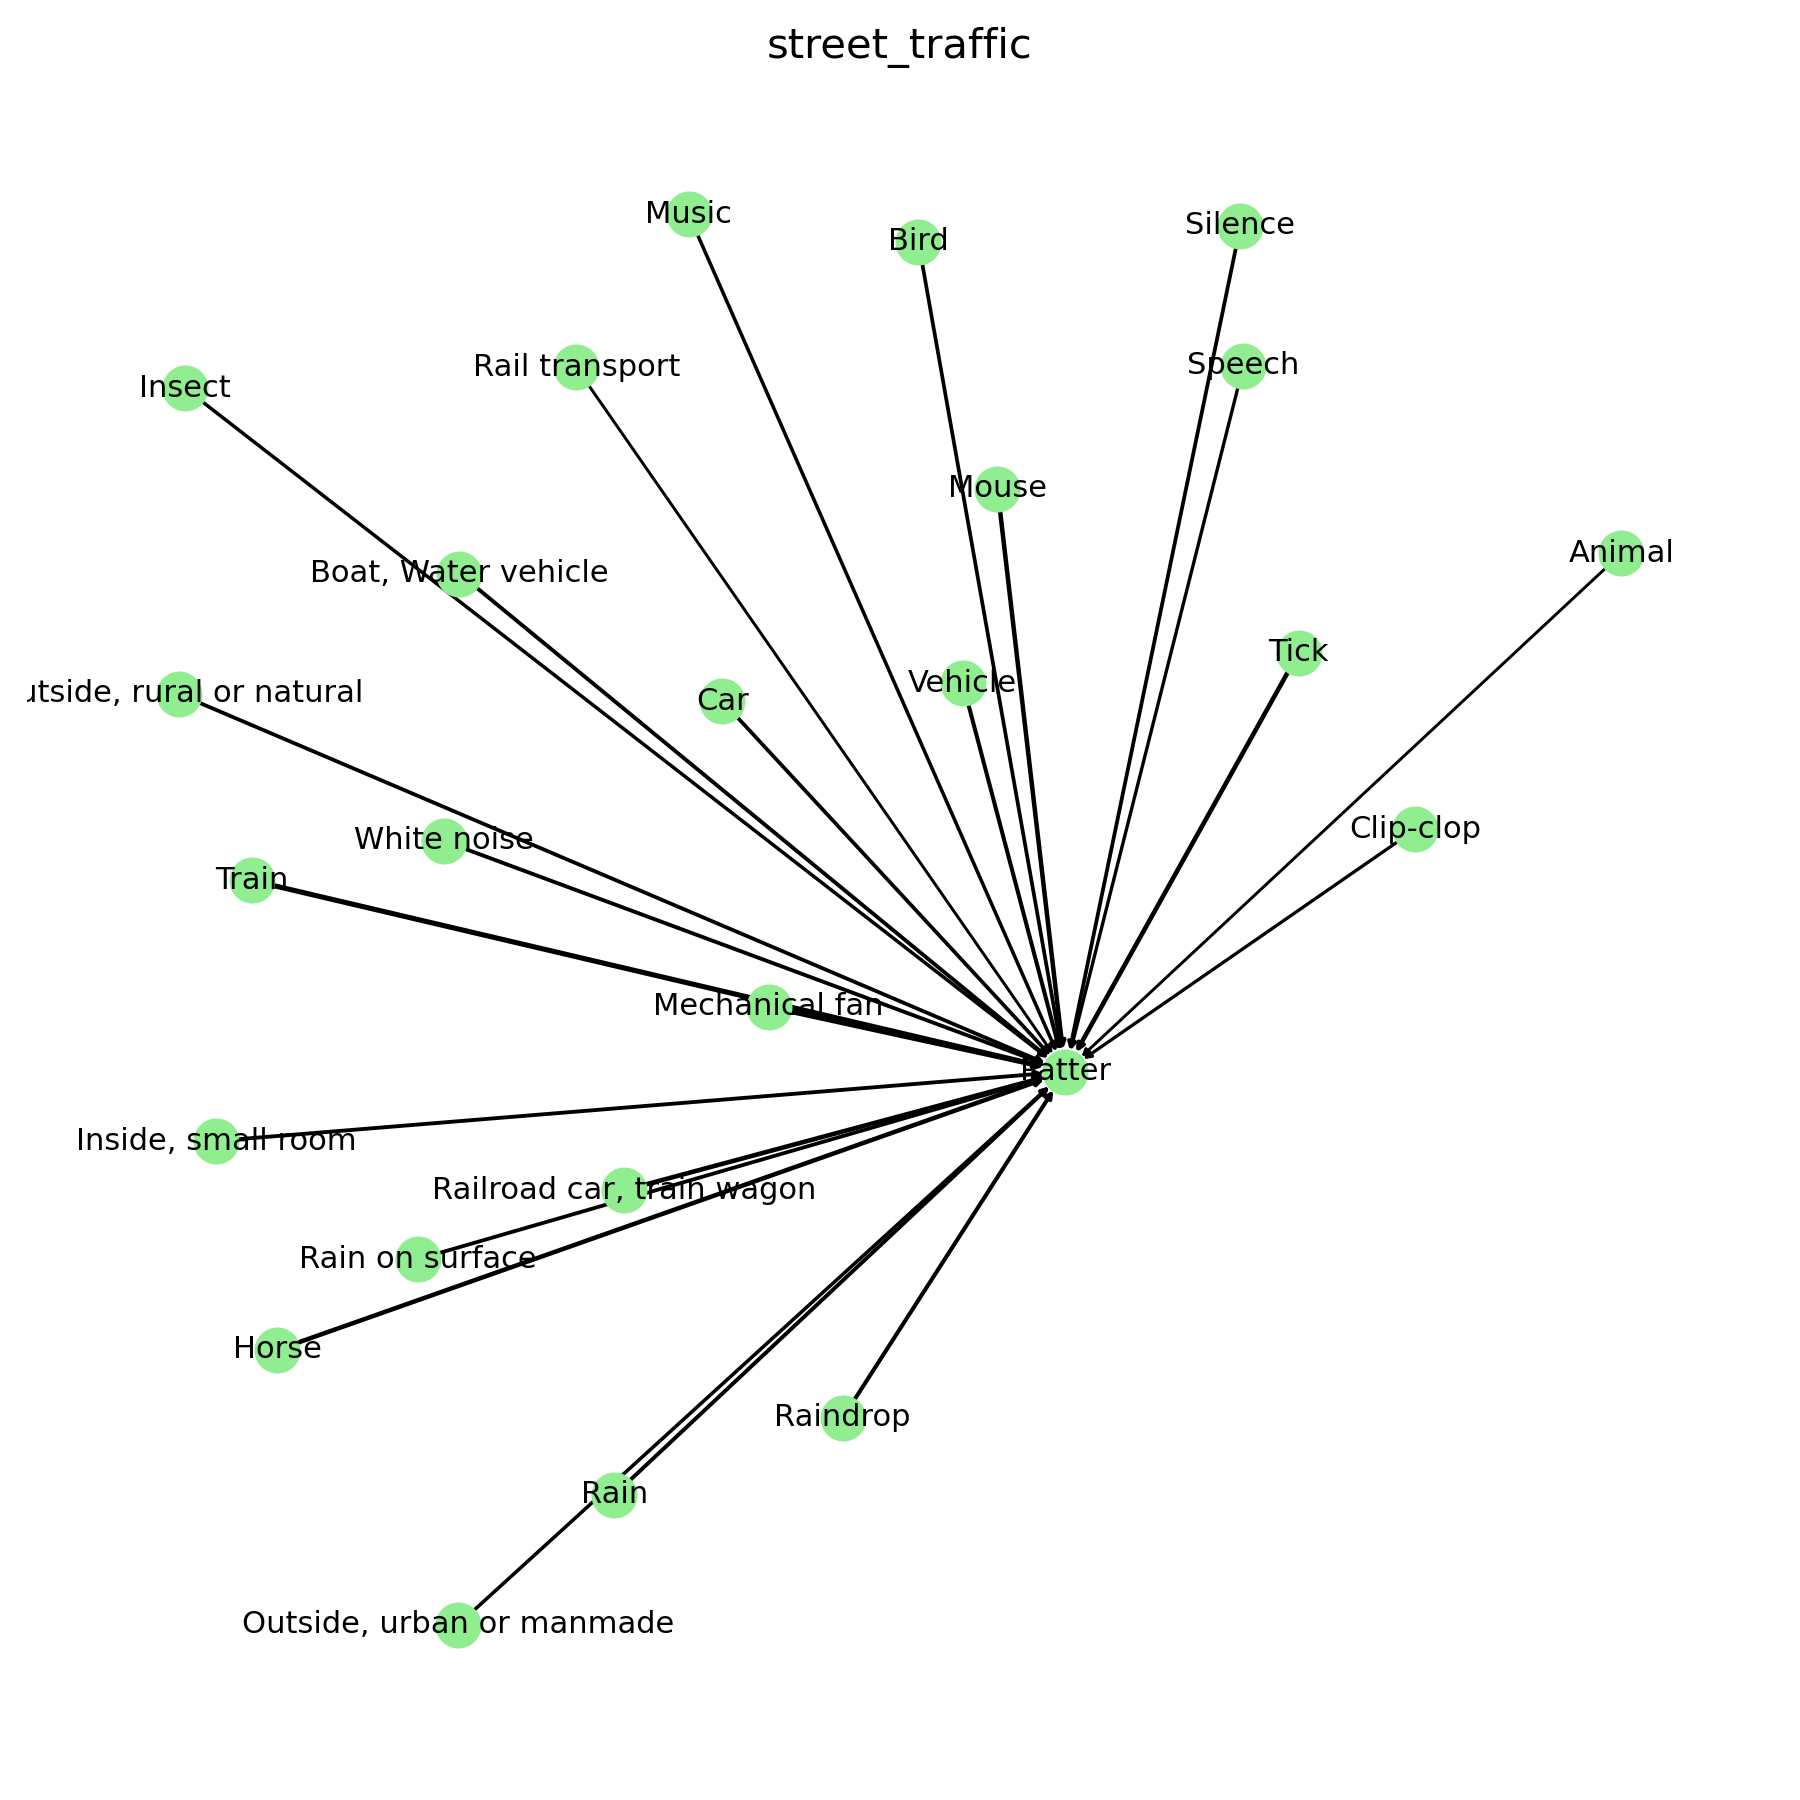 street_traffic
Music
Silence
Bird
Speech
Rail transport
Insect
Mouse
Animal
Boat, Water vehicle
Tick
Vehicle
utside, rural or natural
Car
Clip-clop
White noise
Train
Mechanical fan
Patter
Inside, small room
Railroad car, train wagon
Rain on surface
Horse
Raindrop
Rain
Outside, urban or manmade